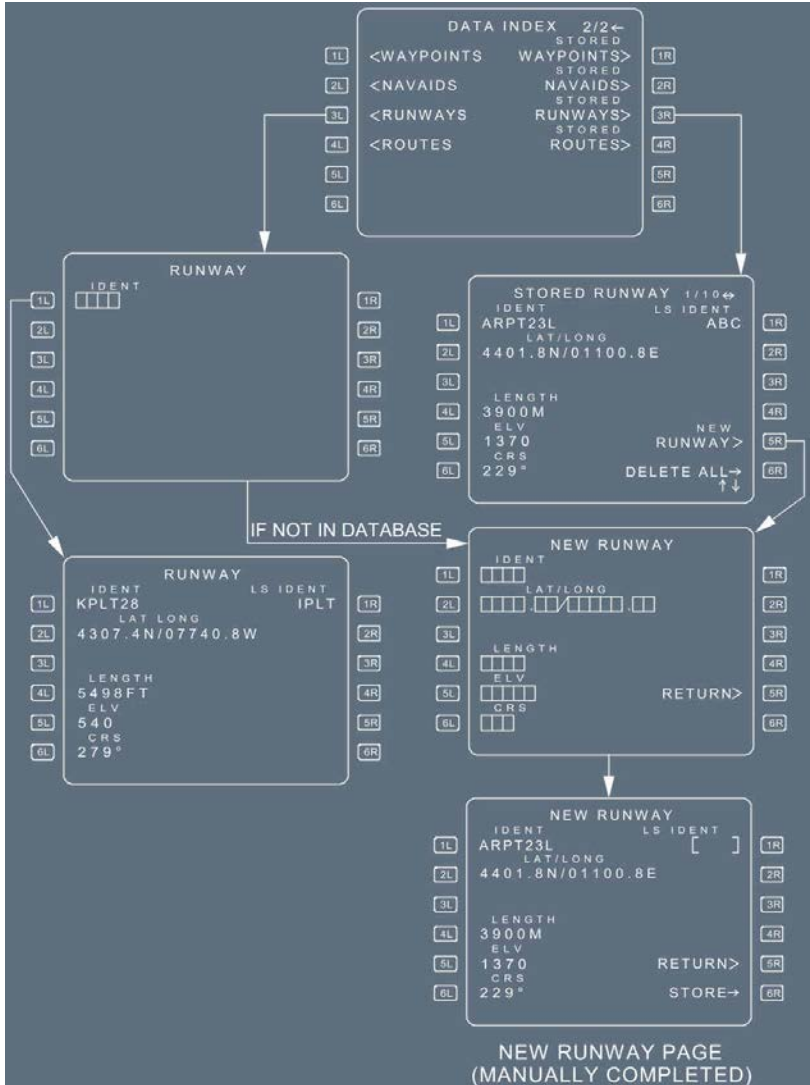 DATA INDEX 2/2←
STORED
1L <WAYPOINTS WAYPOINTS> 1R
STORED
2L <NAVAIDS NAVAIDS> 2R
STORED
3L <RUNWAYS RUNWAYS> 3R
STORED
4L <ROUTES ROUTES> 4R
5L 5R
6L 6R
RUNWAY
IDENT
1L 1R
2L 2R
3L 3R
4L 4R
5L 5R
6L 6R
STORED RUNWAY 1/10↔
IDENT LS IDENT
1L ARPT23L ABC 1R
LAT/LONG
2L 4401.8N/01100.8E 2R
3L 3R
LENGTH
4L 3900M 4R
ELV NEW
5L 1370 RUNWAY> 5R
CRS
6L 229° DELETE ALL→ 6R
↑↓
IF NOT IN DATABASE
RUNWAY
IDENT LS IDENT
1L KPLT28 IPLT 1R
LAT LONG
2L 4307.4N/07740.8W 2R
3L 3R
LENGTH
4L 5498FT 4R
ELV
5L 540 5R
CRS
6L 279° 6R
NEW RUNWAY
IDENT
1L 1R
LAT/LONG
2L . / . 2R
3L 3R
LENGTH
4L 4R
ELV
5L RETURN> 5R
CRS
6L 6R
NEW RUNWAY
IDENT LS IDENT
1L ARPT23L [ ] 1R
LAT/LONG
2L 4401.8N/01100.8E 2R
3L 3R
LENGTH
4L 3900M 4R
ELV
5L 1370 RETURN> 5R
CRS
6L 229° STORE→ 6R
NEW RUNWAY PAGE
(MANUALLY COMPLETED)